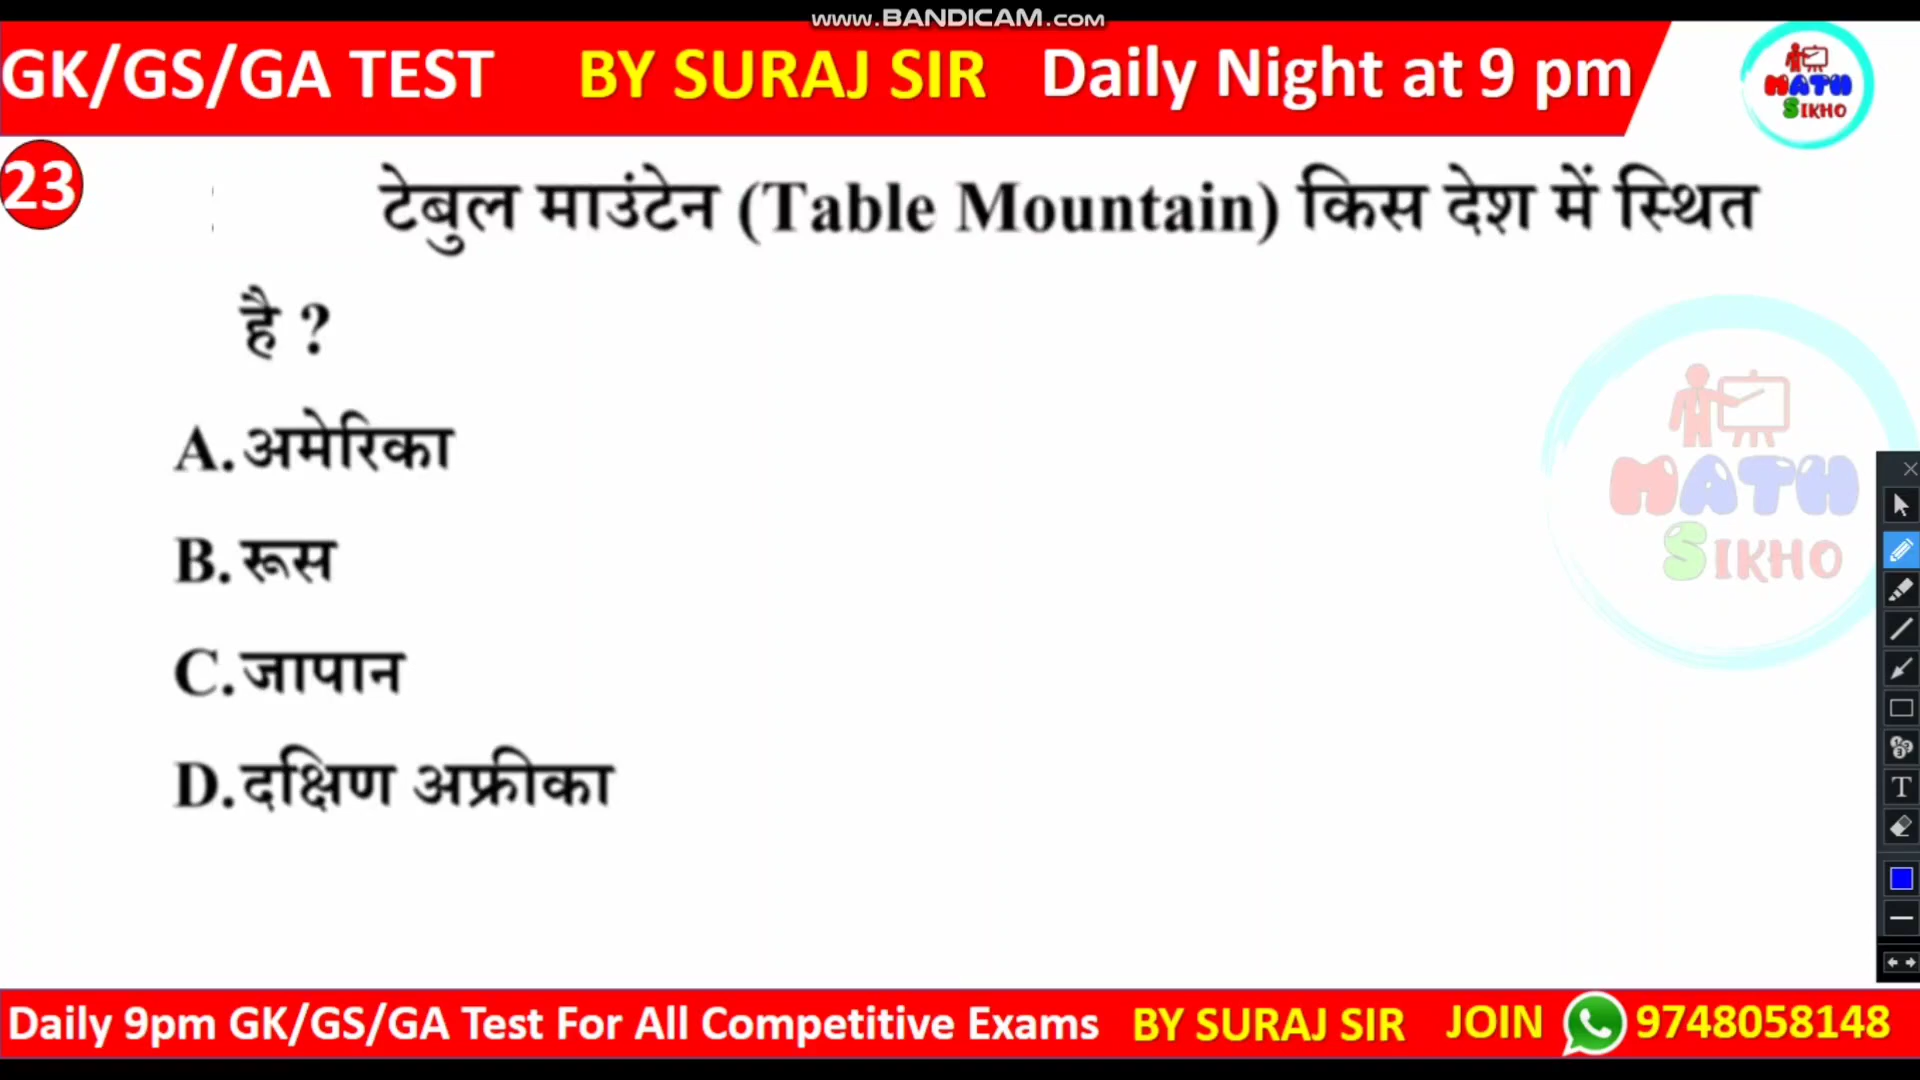 www.BANDICAM.com
GK/GS/GA TEST BY SURAJ SIR Daily Night at 9 pm
MATH
SIKHO
23
टेबुल माउंटेन (Table Mountain) किस देश में स्थित
है ?
A. अमेरिका
B. रूस
C. जापान
D. दक्षिण अफ्रीका
MATH
SIKHO
T
Daily 9pm GK/GS/GA Test For All Competitive Exams BY SURAJ SIR JOIN 9748058148